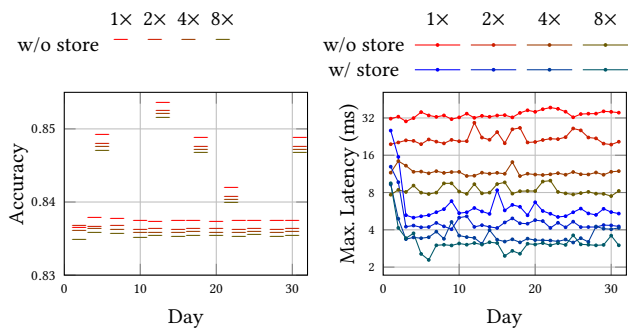 1× 2× 4× 8×
w/o store
0.85
0.84
0.83
Accuracy
0 10 20 30
Day
1× 2× 4× 8×
w/o store
w/ store
32
16
8
4
2
Max. Latency (ms)
0 10 20 30
Day